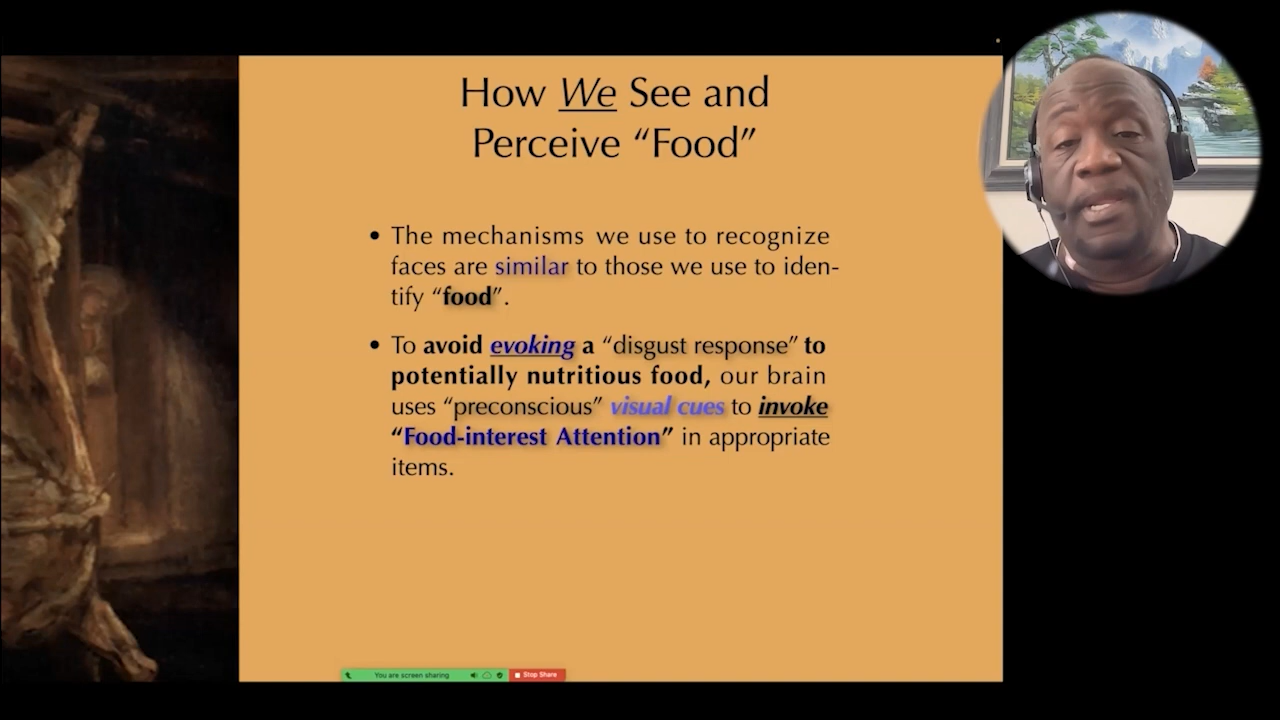 How We See and
Perceive “Food”
• The mechanisms we use to recognize
faces are similar to those we use to iden-
tify “food”.
• To avoid evoking a “disgust response” to
potentially nutritious food, our brain
uses “preconscious” visual cues to invoke
“Food-interest Attention” in appropriate
items.
You are screen sharing
Stop Share